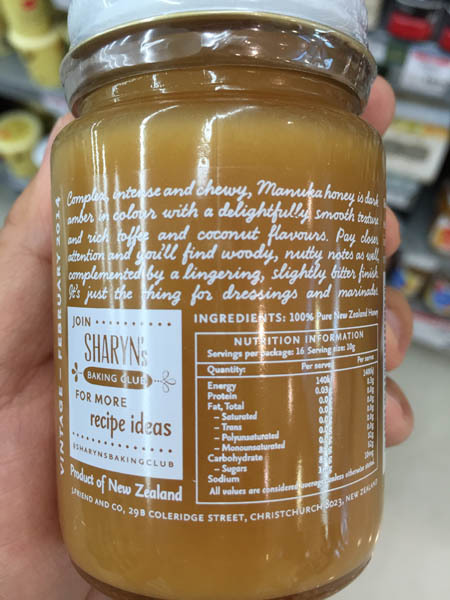 Complex, intense and chewy, Manuka honey is dark
amber in colour with a delightfully smooth texture
and rich toffee and coconut flavours. Pay closer
attention and you'll find woody, nutty notes as well
complemented by a lingering, slightly bitter finish.
It's just the thing for dressings and marinades.
VINTAGE – FEBRUARY 2014
JOIN
SHARYN's
BAKING CLUB
FOR MORE
recipe ideas
#SHARYNSBAKINGCLUB
INGREDIENTS: 100% Pure New Zealand Honey
NUTRITION INFORMATION
Servings per package: 16 Serving size: 20g
Quantity: Per serve
Energy
Protein
Fat, Total
– Saturated
– Trans
– Polyunsaturated
– Monounsaturated
Carbohydrate
– Sugars
Sodium
All values are considered averages unless otherwise stated.
Product of New Zealand
J.FRIEND AND CO, 29B COLERIDGE STREET, CHRISTCHURCH 8023, NEW ZEALAND